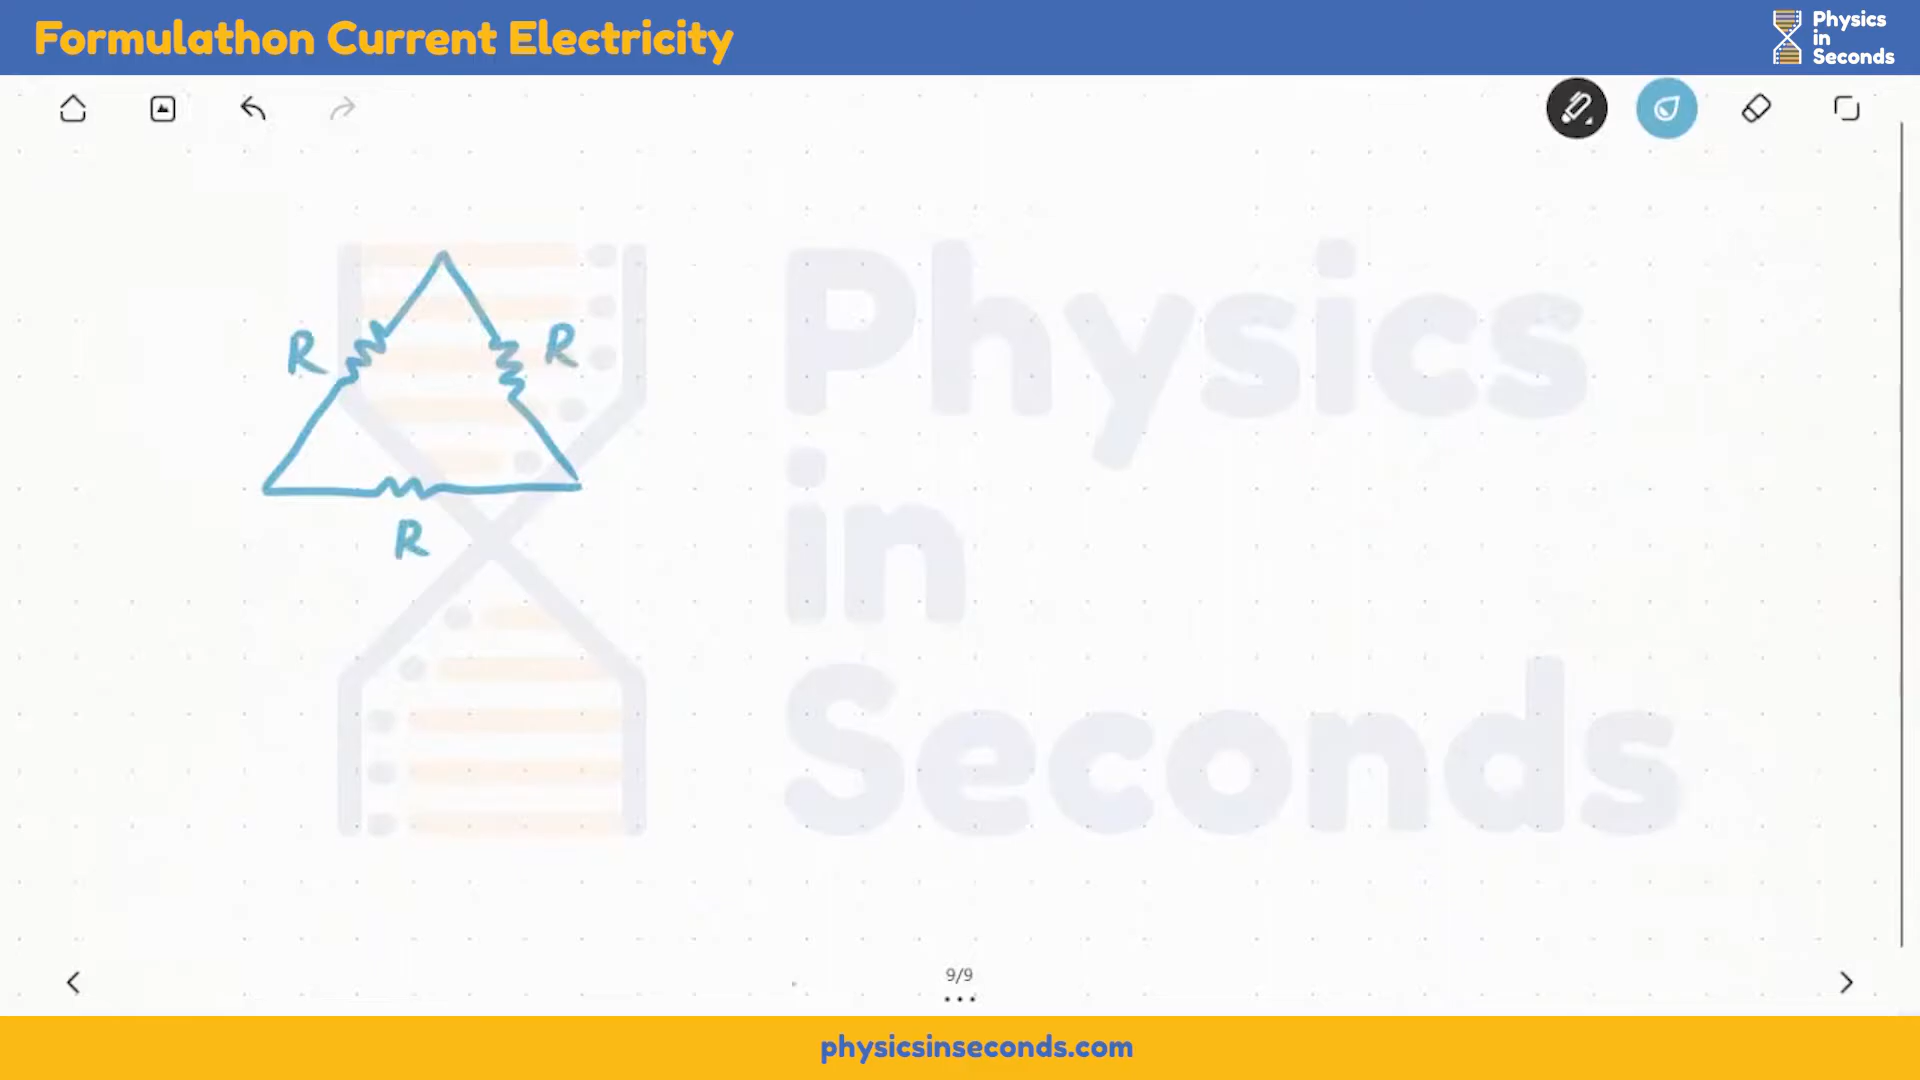 Formulathon Current Electricity
Physics
in
Seconds
R
R
R
Physics
in
Seconds
9/9
physicsinseconds.com